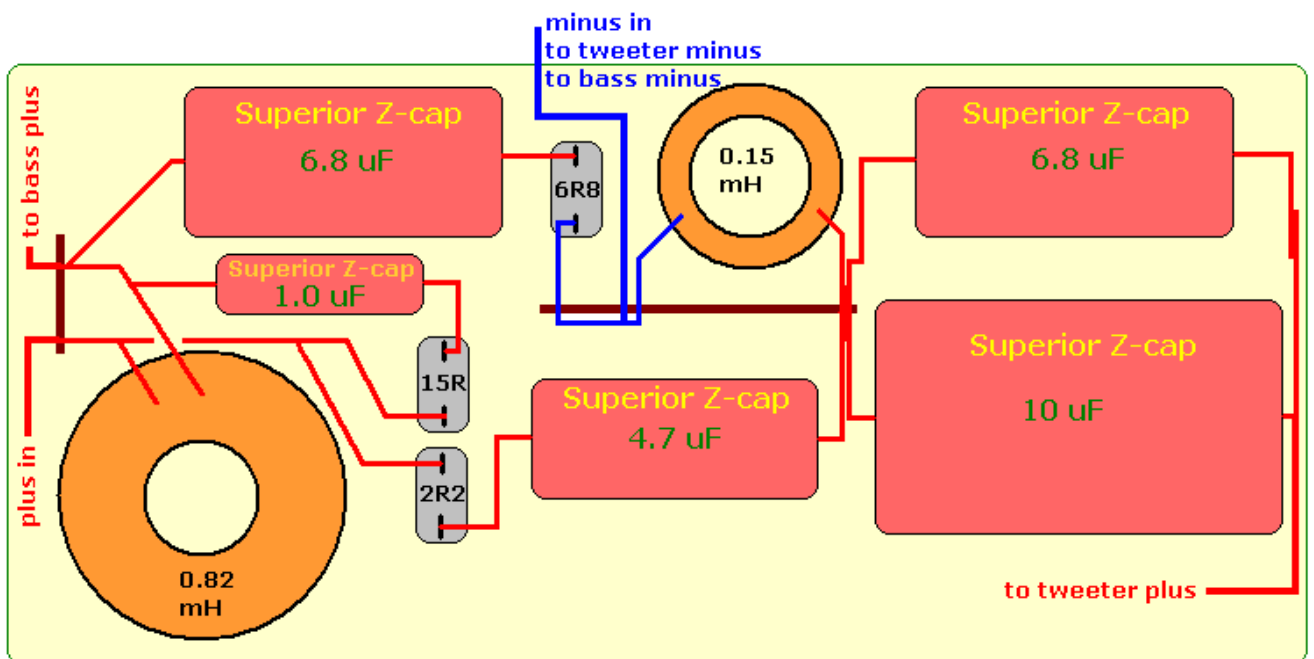 minus in
to tweeter minus
to bass minus
to bass plus
Superior Z-cap
6.8 uF
6R8
0.15
mH
Superior Z-cap
6.8 uF
Superior Z-cap
1.0 uF
15R
Superior Z-cap
4.7 uF
Superior Z-cap
10 uF
plus in
2R2
0.82
mH
to tweeter plus